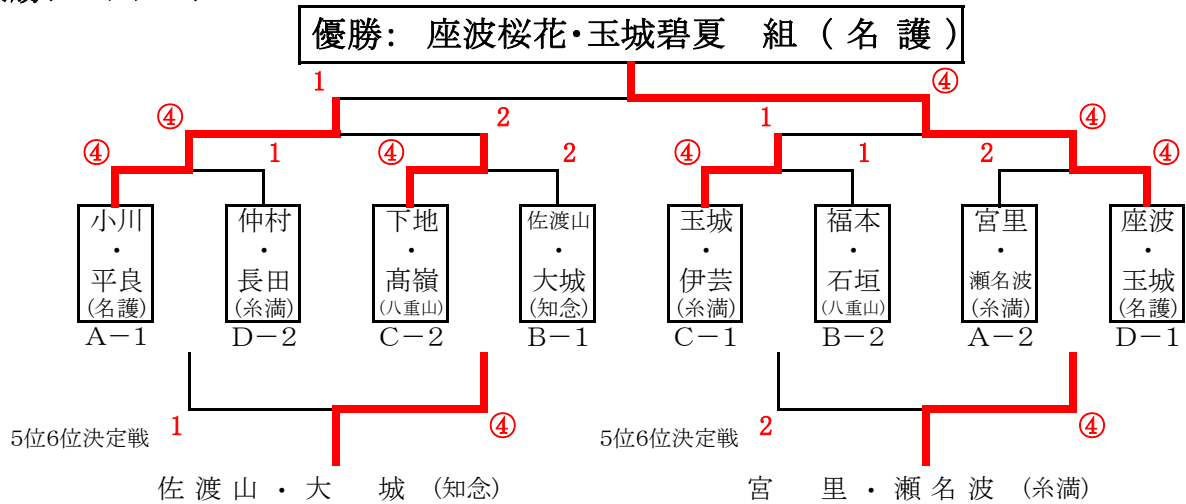 優勝: 座波桜花・玉城碧夏 組 ( 名 護 )
1 ④
④ 2 1 ④
④ 1 ④ 2 ④ 1 2 ④
小川・平良(名護) 仲村・長田(糸満) 下地・髙嶺(八重山) 佐渡山・大城(知念) 玉城・伊芸(糸満) 福本・石垣(八重山) 宮里・瀬名波(糸満) 座波・玉城(名護)
A-1 D-2 C-2 B-1 C-1 B-2 A-2 D-1
5位6位決定戦 1 ④ 5位6位決定戦 2 ④
佐 渡 山 ・ 大 城 (知念) 宮 里 ・ 瀬 名 波 (糸満)